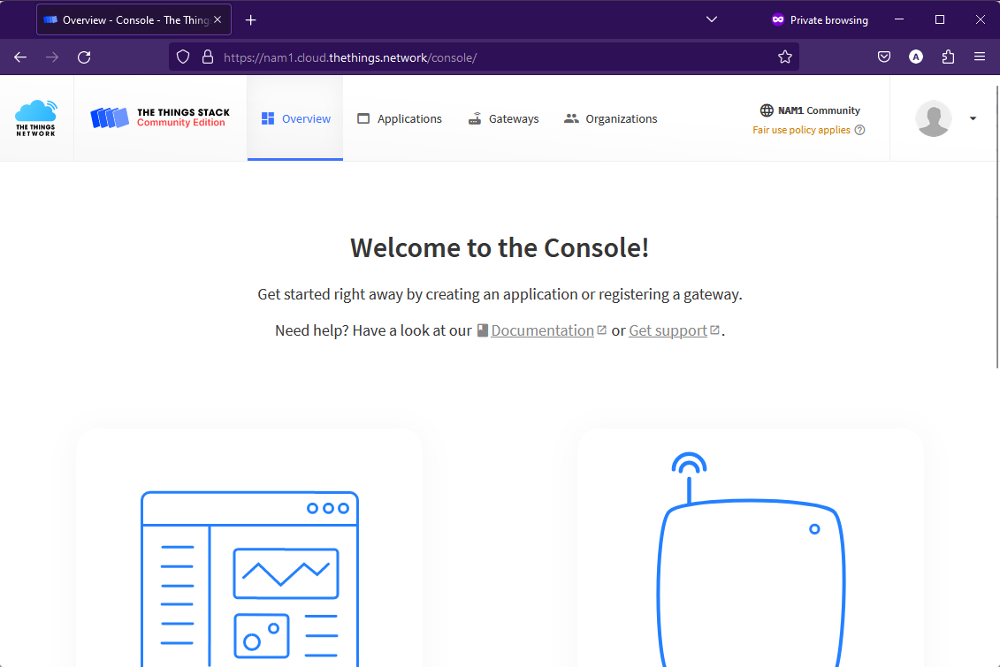 Overview - Console - The Thing
Private browsing
https://nam1.cloud.thethings.network/console/
A
THE THINGS
NETWORK
THE THINGS STACK
Community Edition
Overview
Applications
Gateways
Organizations
NAM1 Community
Fair use policy applies
Welcome to the Console!
Get started right away by creating an application or registering a gateway.
Need help? Have a look at our Documentation or Get support.